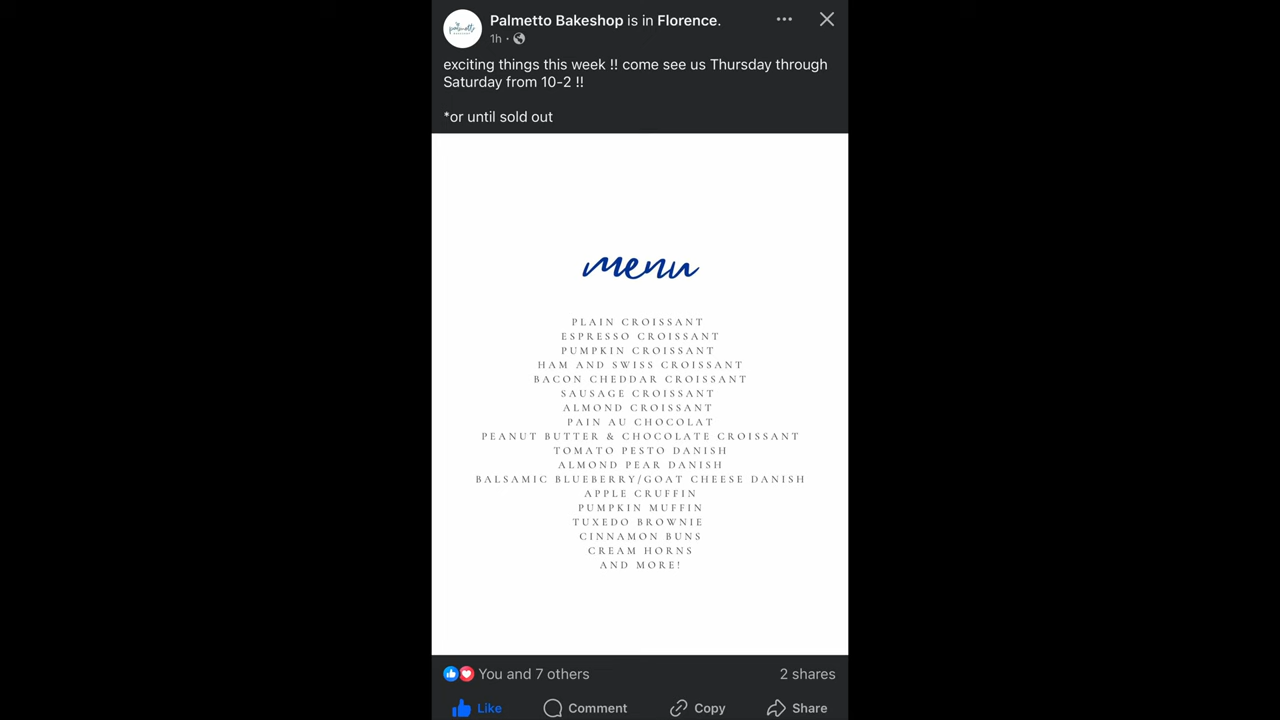 Palmetto Bakeshop is in Florence.
1h ·
exciting things this week !! come see us Thursday through
Saturday from 10-2 !!
*or until sold out
menu
PLAIN CROISSANT
ESPRESSO CROISSANT
PUMPKIN CROISSANT
HAM AND SWISS CROISSANT
BACON CHEDDAR CROISSANT
SAUSAGE CROISSANT
ALMOND CROISSANT
PAIN AU CHOCOLAT
PEANUT BUTTER & CHOCOLATE CROISSANT
TOMATO PESTO DANISH
ALMOND PEAR DANISH
BALSAMIC BLUEBERRY/GOAT CHEESE DANISH
APPLE CRUFFIN
PUMPKIN MUFFIN
TUXEDO BROWNIE
CINNAMON BUNS
CREAM HORNS
AND MORE!
You and 7 others 2 shares
Like Comment Copy Share